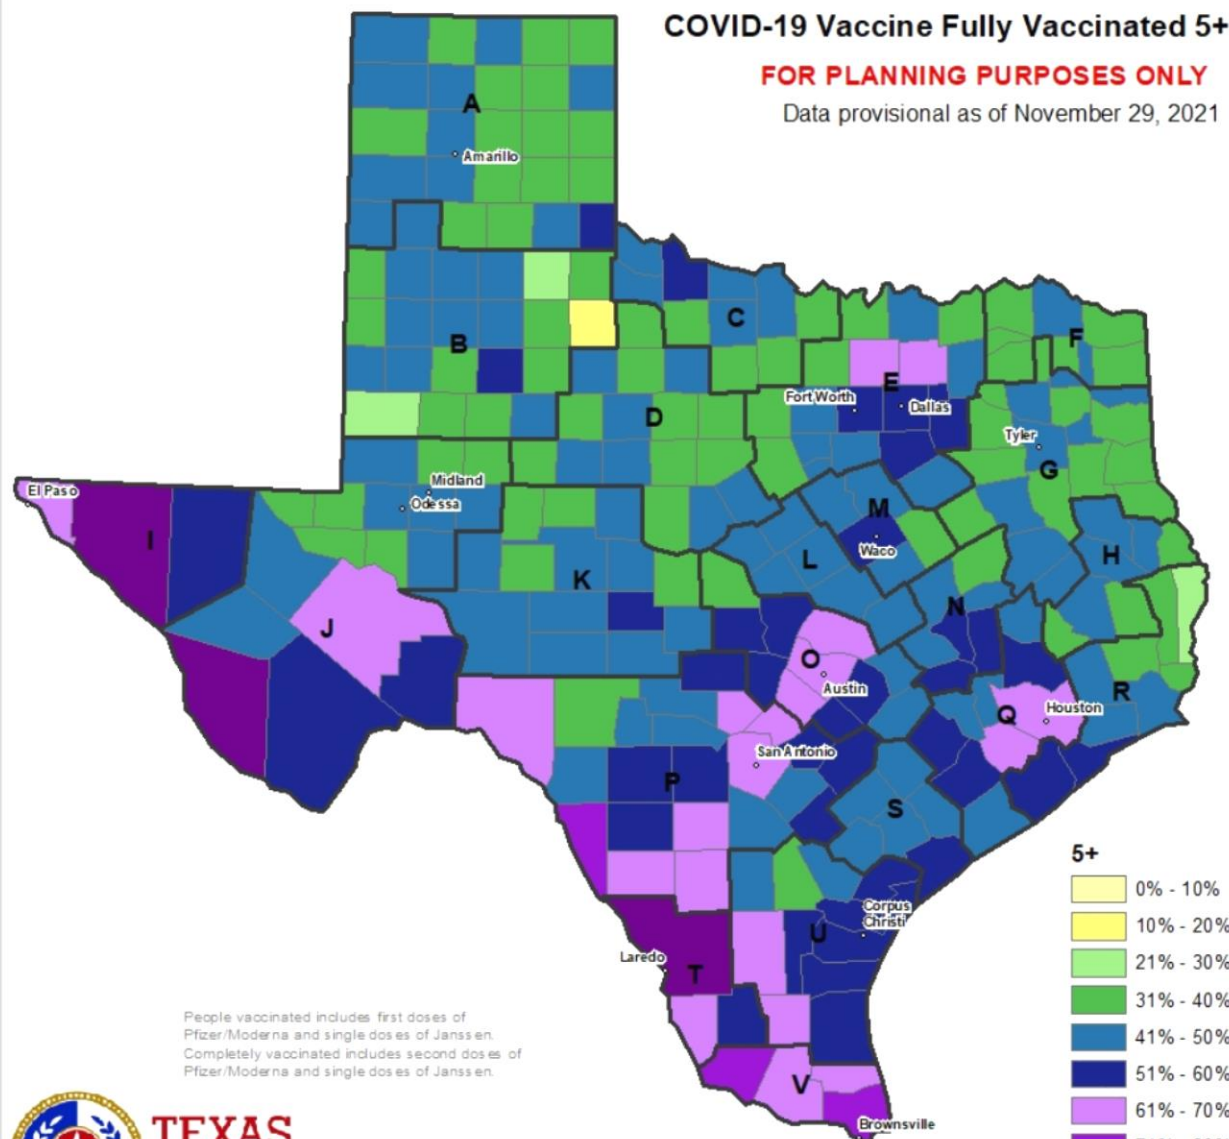 COVID-19 Vaccine Fully Vaccinated 5+
FOR PLANNING PURPOSES ONLY
Data provisional as of November 29, 2021
A
Amarillo
C
F
B
E
Fort Worth
Dallas
D
Tyler
G
Midland
El Paso
Odessa
M
I
Waco
H
L
K
N
J
O
Austin
R
Q
Houston
San Antonio
P
S
5+
0% - 10%
Corpus
Christi
10% - 20%
U
Laredo
21% - 30%
T
31% - 40%
People vaccinated includes first doses of
Pfizer/Moderna and single doses of Janssen.
Completely vaccinated includes second doses of
Pfizer/Moderna and single doses of Janssen.
41% - 50%
51% - 60%
V
61% - 70%
TEXAS
Brownsville